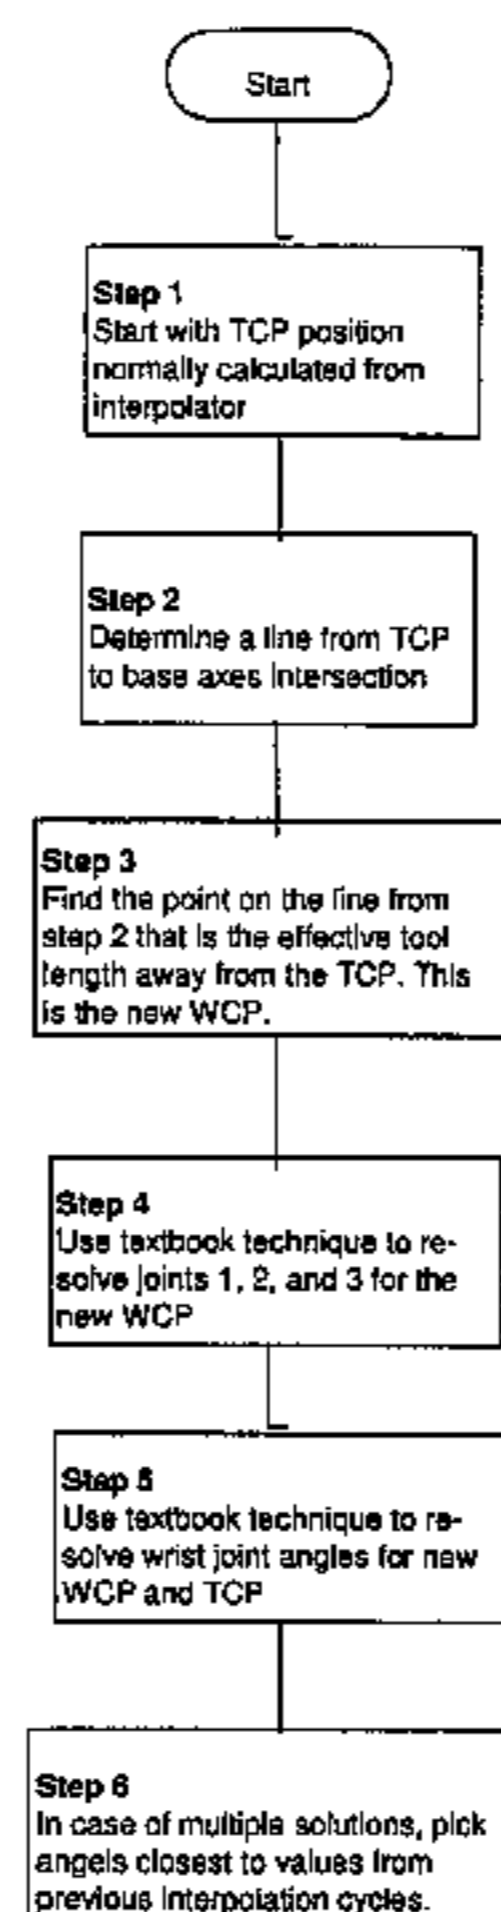 Start
Step 1
Start with TCP position
normally calculated from
interpolator
Step 2
Determine a line from TCP
to base axes intersection
Step 3
Find the point on the line from
step 2 that is the effective tool
length away from the TCP. This
is the new WCP.
Step 4
Use textbook technique to re-
solve joints 1, 2, and 3 for the
new WCP
Step 5
Use textbook technique to re-
solve wrist joint angles for new
WCP and TCP
Step 6
In case of multiple solutions, pick
angels closest to values from
previous interpolation cycles.